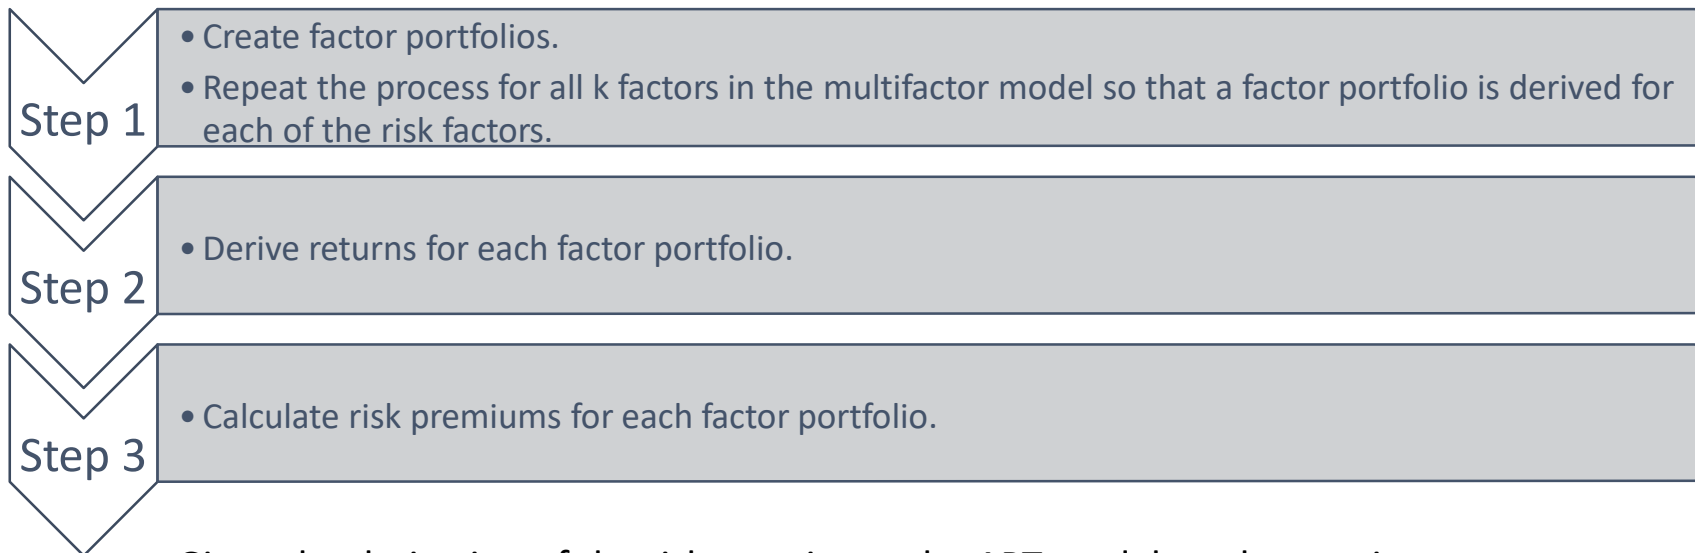 Step 1
• Create factor portfolios.
• Repeat the process for all k factors in the multifactor model so that a factor portfolio is derived for
each of the risk factors.
Step 2
• Derive returns for each factor portfolio.
Step 3
• Calculate risk premiums for each factor portfolio.